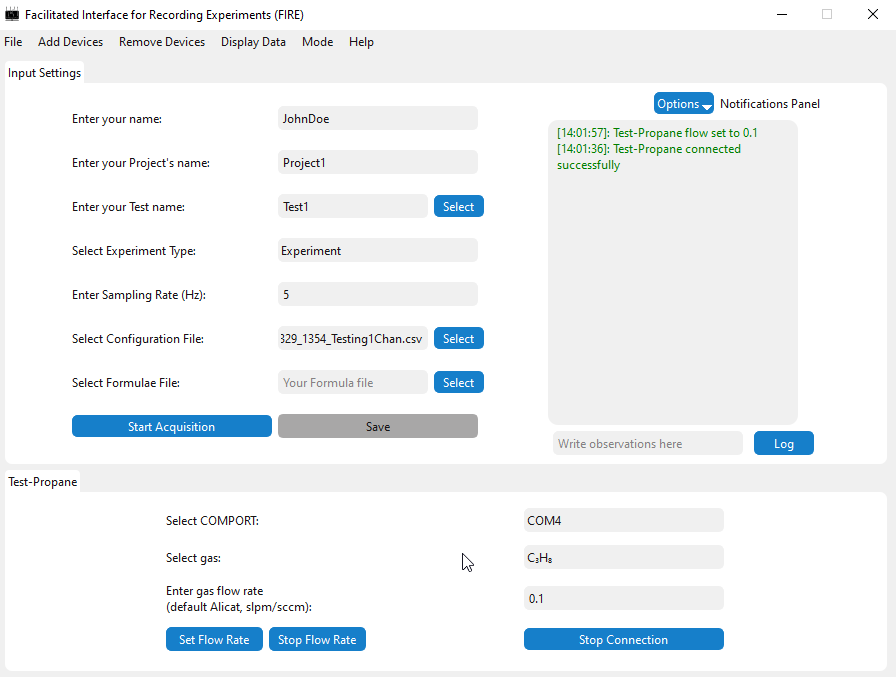 Facilitated Interface for Recording Experiments (FIRE)
File Add Devices Remove Devices Display Data Mode Help
Input Settings
Options Notifications Panel
Enter your name: JohnDoe
Enter your Project's name: Project1
Enter your Test name: Test1 Select
Select Experiment Type: Experiment
Enter Sampling Rate (Hz): 5
Select Configuration File: 329_1354_Testing1Chan.csv Select
Select Formulae File: Your Formula file Select
Start Acquisition Save
[14:01:57]: Test-Propane flow set to 0.1
[14:01:36]: Test-Propane connected
successfully
Write observations here Log
Test-Propane
Select COMPORT: COM4
Select gas: C₃H₈
Enter gas flow rate
(default Alicat, slpm/sccm): 0.1
Set Flow Rate Stop Flow Rate Stop Connection